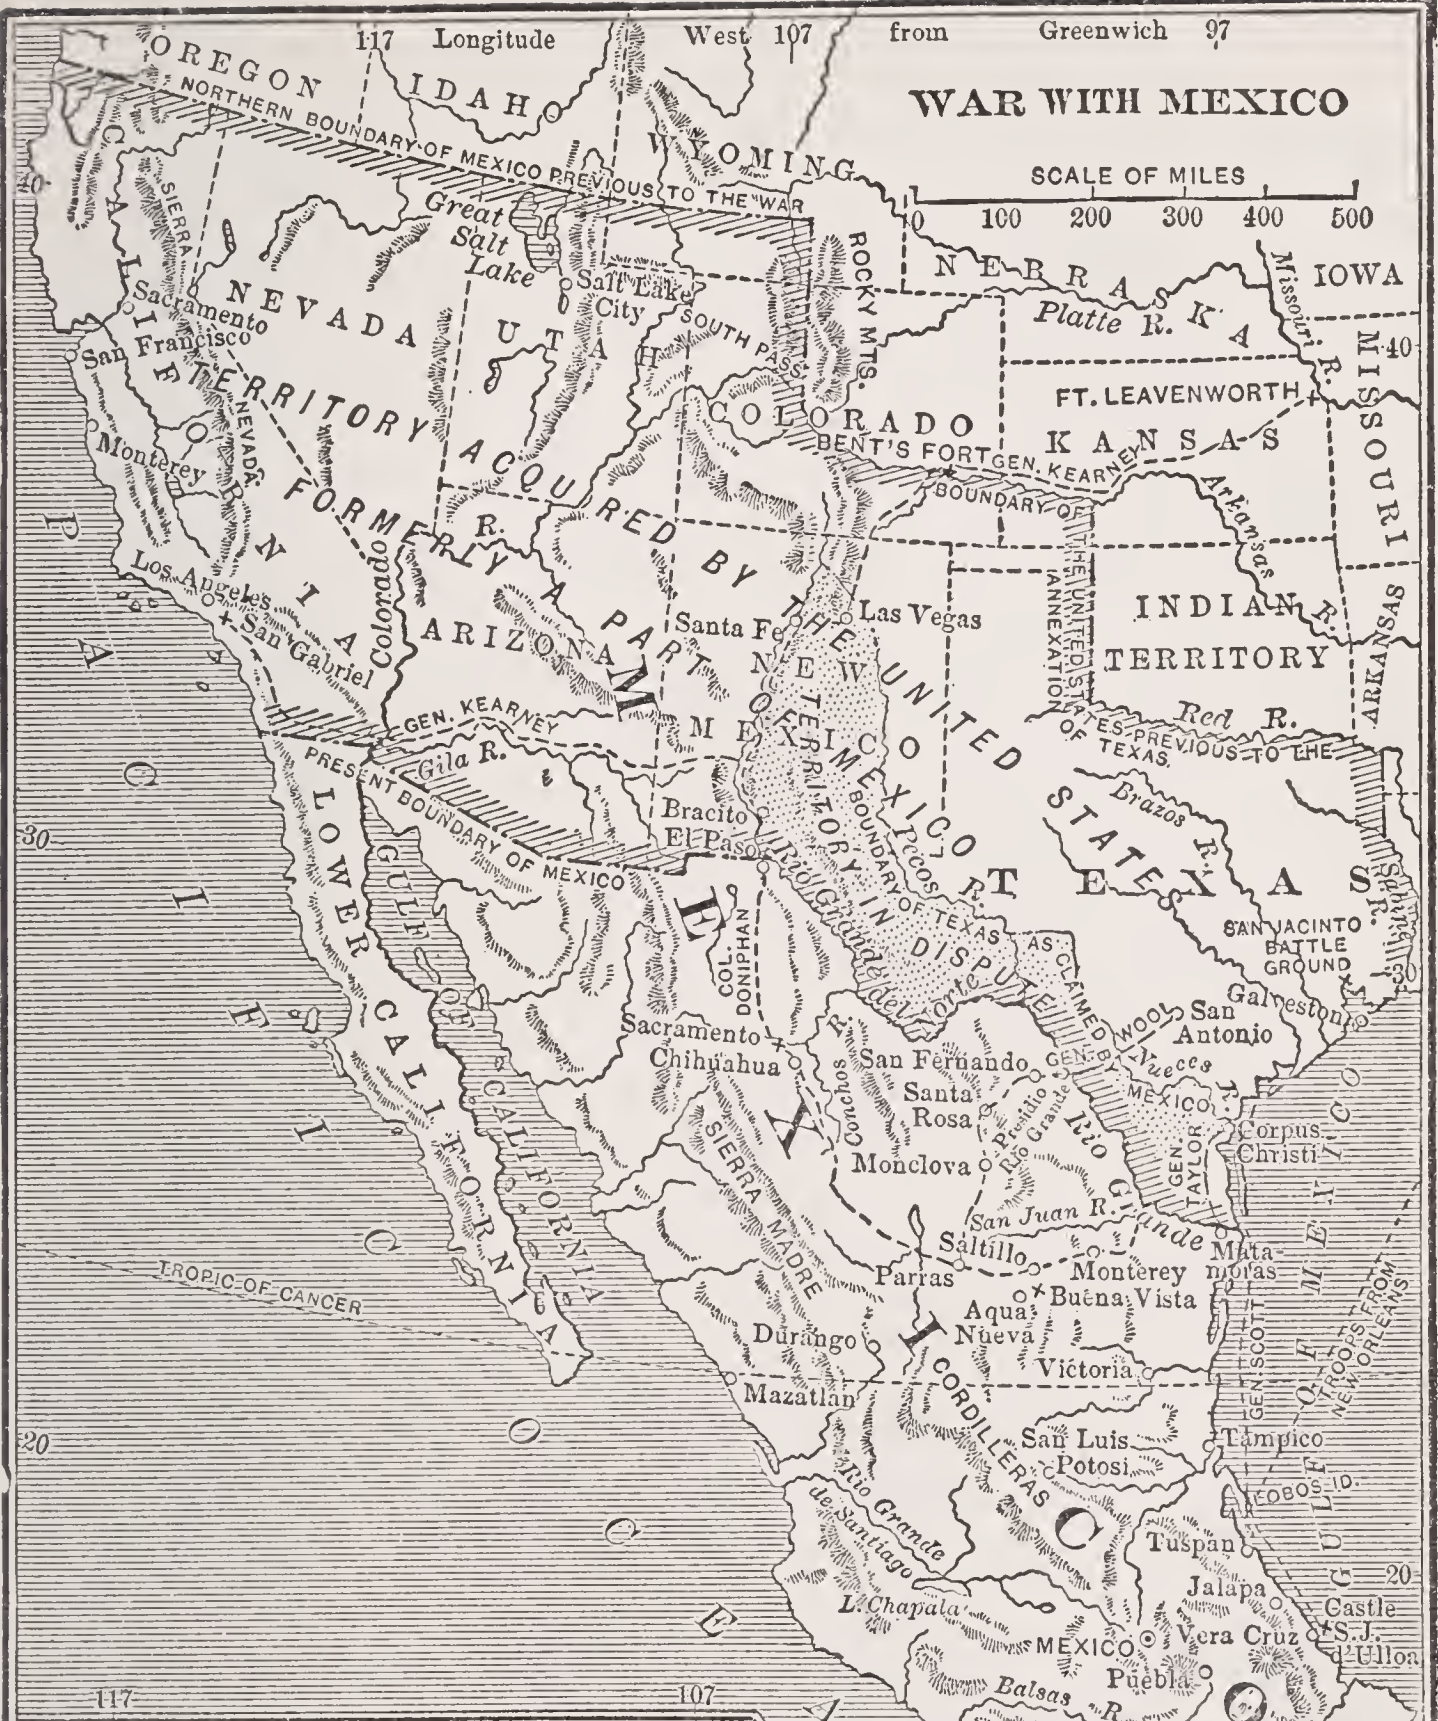 117 Longitude West 107 from Greenwich 97
WAR WITH MEXICO
SCALE OF MILES
0 100 200 300 400 500
OREGON
IDAHO
WYOMING
NORTHERN BOUNDARY OF MEXICO PREVIOUS TO THE WAR
40
CALIFORNIA
SIERRA NEVADA
NEVADA
Great
Salt
Lake
Salt Lake
City
UTAH
SOUTH PASS
ROCKY MTS.
NEBRASKA
Platte R.
Missouri R.
IOWA
MISSOURI
40
Sacramento
San Francisco
Monterey
TERRITORY ACQUIRED BY THE UNITED STATES
FORMERLY A PART OF MEXICO
COLORADO
BENT'S FORT
GEN. KEARNEY
FT. LEAVENWORTH
KANSAS
BOUNDARY OF THE UNITED STATES PREVIOUS TO THE
ANNEXATION
OF TEXAS.
Arkansas R.
INDIAN
TERRITORY
ARKANSAS
Red R.
Los Angeles
San Gabriel
Colorado R.
ARIZONA
Santa Fe
Las Vegas
NEW
MEXICO
GEN. KEARNEY
Gila R.
PRESENT BOUNDARY OF MEXICO
Bracito
El Paso
TERRITORY IN DISPUTE
BOUNDARY OF TEXAS AS CLAIMED BY
MEXICO
Pecos R.
Rio Grande del Norte
Brazos R.
TEXAS
Sabine R.
SAN JACINTO
BATTLE
GROUND
Galveston
30
30
PACIFIC OCEA
LOWER CALIFORNIA
GULF OF CALIFORNIA
MEXICO
COL.
DONIPHAN
Sacramento
Chihuahua
Conchos R.
San Fernando
Santa
Rosa
Presidio
Rio Grande
GEN. WOOL
San
Antonio
Nueces R.
Monclova
Rio Grande
GEN.
TAYLOR
Corpus
Christi
San Juan R.
SIERRA MADRE
Saltillo
Parras
Monterey
Mata-
moras
Aqua
Nueva
Buena Vista
Durango
Victoria
TROPIC OF CANCER
Mazatlan
CORDILLERAS
San Luis
Potosi
Tampico
GEN. SCOTT
TROOPS FROM
NEW ORLEANS
GULF OF MEXICO
LOBOS ID.
20
Rio Grande
de Santiago
Tuspan
Jalapa
20
L. Chapala
MEXICO
Vera Cruz
Castle
S.J.
d'Ulloa
Puebla
Balsas R.
117 107